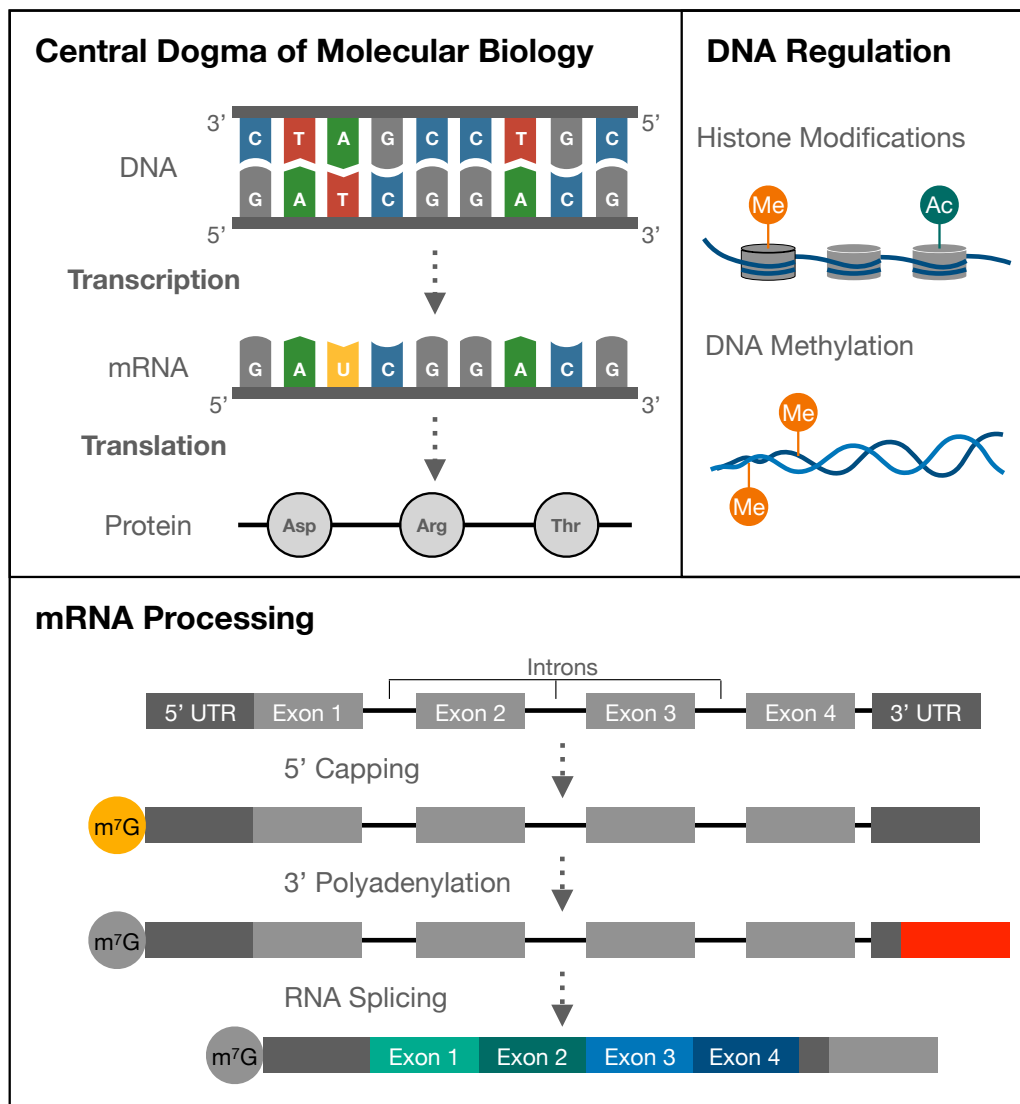 Central Dogma of Molecular Biology
3’ 5’
C T A G C C T G C
DNA
G A T C G G A C G
5’ 3’
Transcription
mRNA
G A U C G G A C G
5’ 3’
Translation
Protein
Asp Arg Thr
DNA Regulation
Histone Modifications
Me Ac
DNA Methylation
Me
Me
mRNA Processing
Introns
5’ UTR Exon 1 Exon 2 Exon 3 Exon 4 3’ UTR
5’ Capping
m⁷G
3’ Polyadenylation
m⁷G
RNA Splicing
m⁷G Exon 1 Exon 2 Exon 3 Exon 4